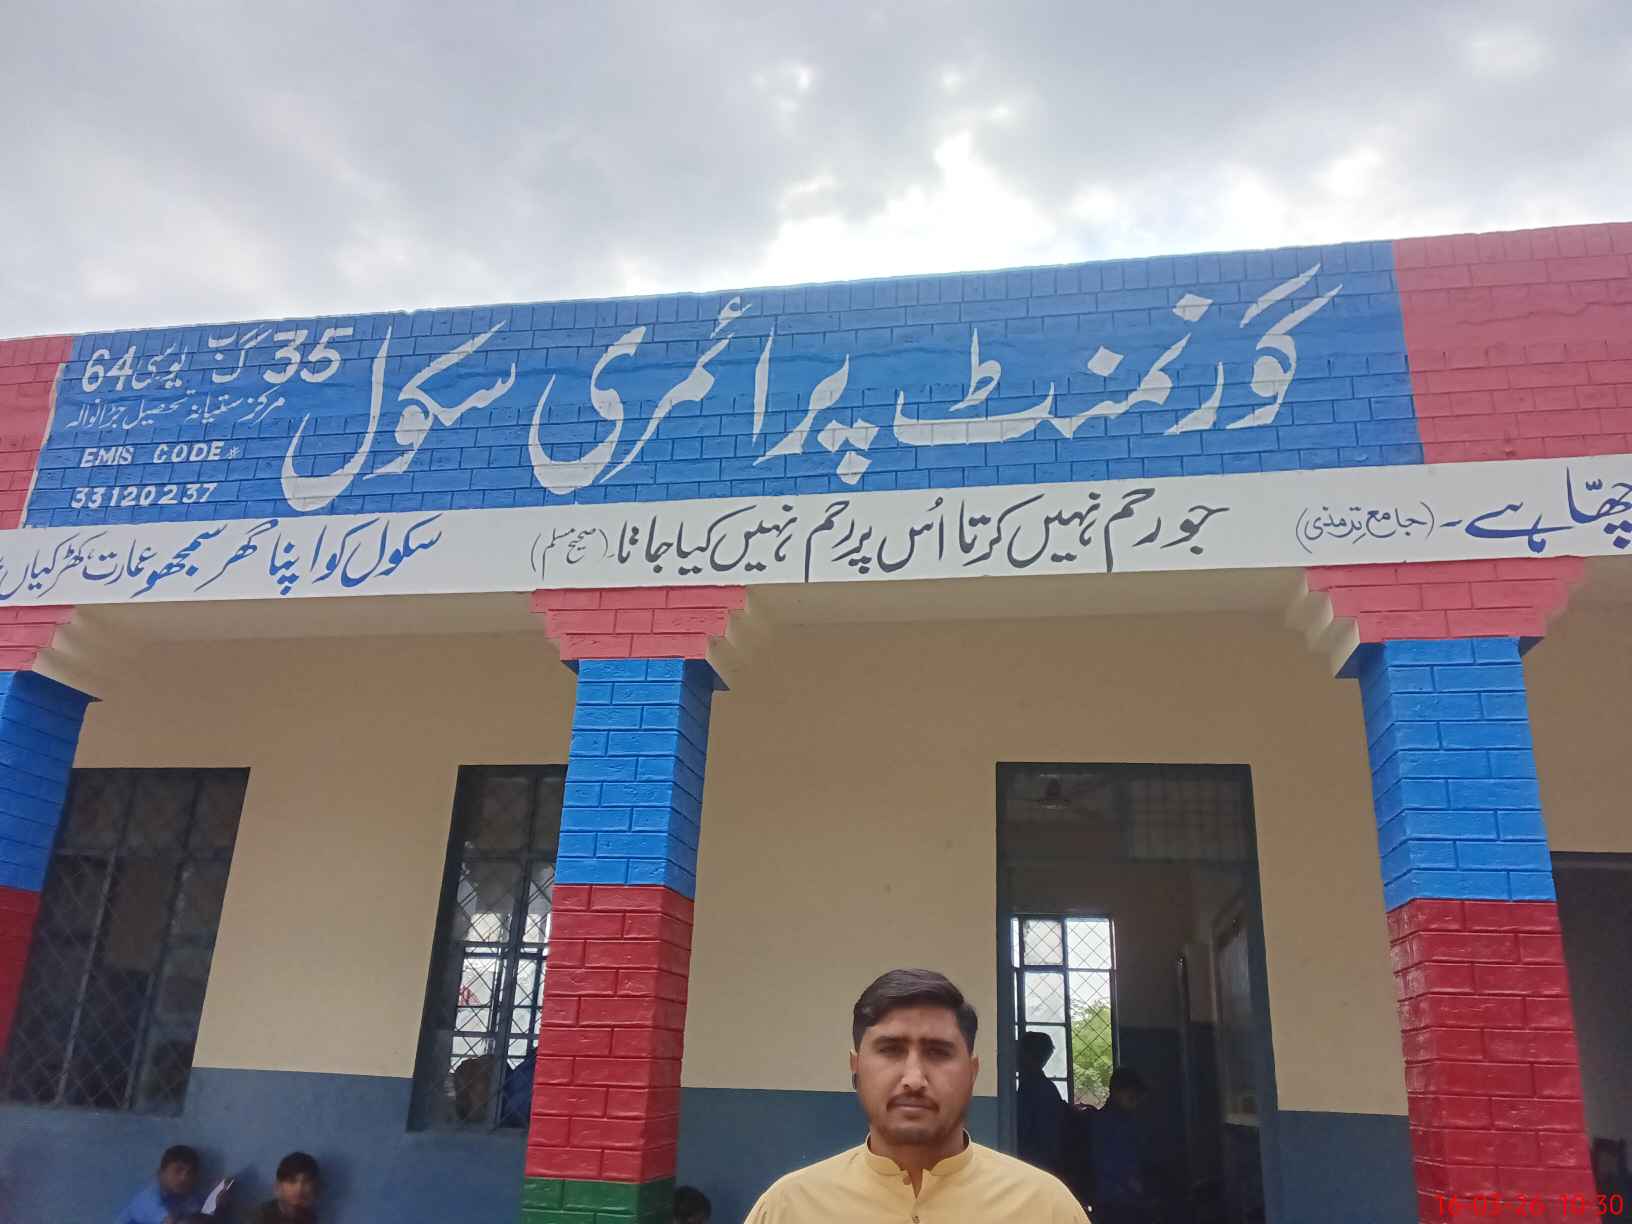 گورنمنٹ پرائمری سکول
35 گ ب یوسی 64
مرکز ستیانہ تحصیل جڑانوالہ
EMIS CODE*
33120237
چھا ہے۔ (جامع ترمذی)
جو رحم نہیں کرتا اُس پر رحم نہیں کیا جاتا۔ (صحیح مسلم)
سکول کو اپنا گھر سمجھو عمارت، کھڑکیاں
16-03-26 10:30